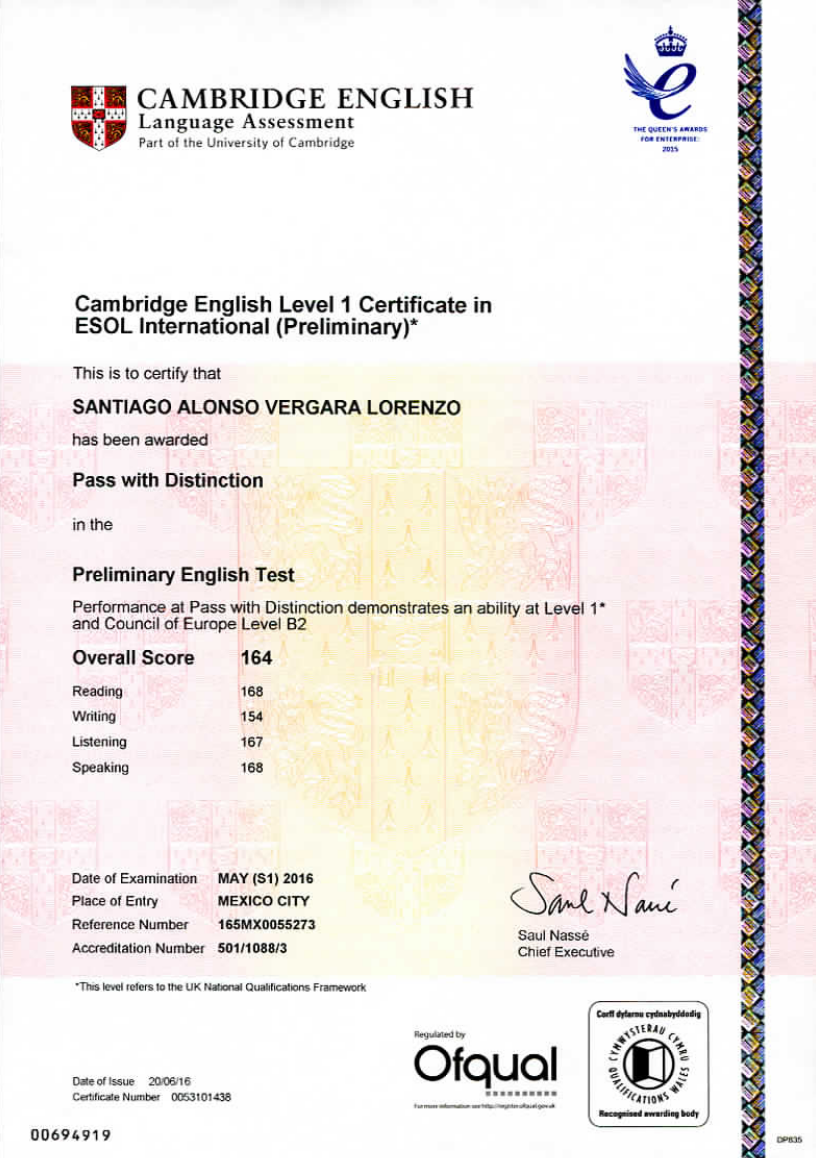 CAMBRIDGE ENGLISH
Language Assessment
Part of the University of Cambridge
THE QUEEN'S AWARDS
FOR ENTERPRISE:
2015
Cambridge English Level 1 Certificate in
ESOL International (Preliminary)*
This is to certify that
SANTIAGO ALONSO VERGARA LORENZO
has been awarded
Pass with Distinction
in the
Preliminary English Test
Performance at Pass with Distinction demonstrates an ability at Level 1*
and Council of Europe Level B2
Overall Score 164
Reading 168
Writing 154
Listening 167
Speaking 168
Date of Examination MAY (S1) 2016
Place of Entry MEXICO CITY
Reference Number 165MX0055273
Accreditation Number 501/1088/3
Saul Nassé
Saul Nassé
Chief Executive
*This level refers to the UK National Qualifications Framework
Regulated by
Ofqual
For more information see http://register.ofqual.gov.uk
Corff dyfarnu cydnabyddedig
CYMWYSTERAU CYMRU
QUALIFICATIONS WALES
Recognised awarding body
Date of Issue 20/06/16
Certificate Number 0053101438
00694919
DP835